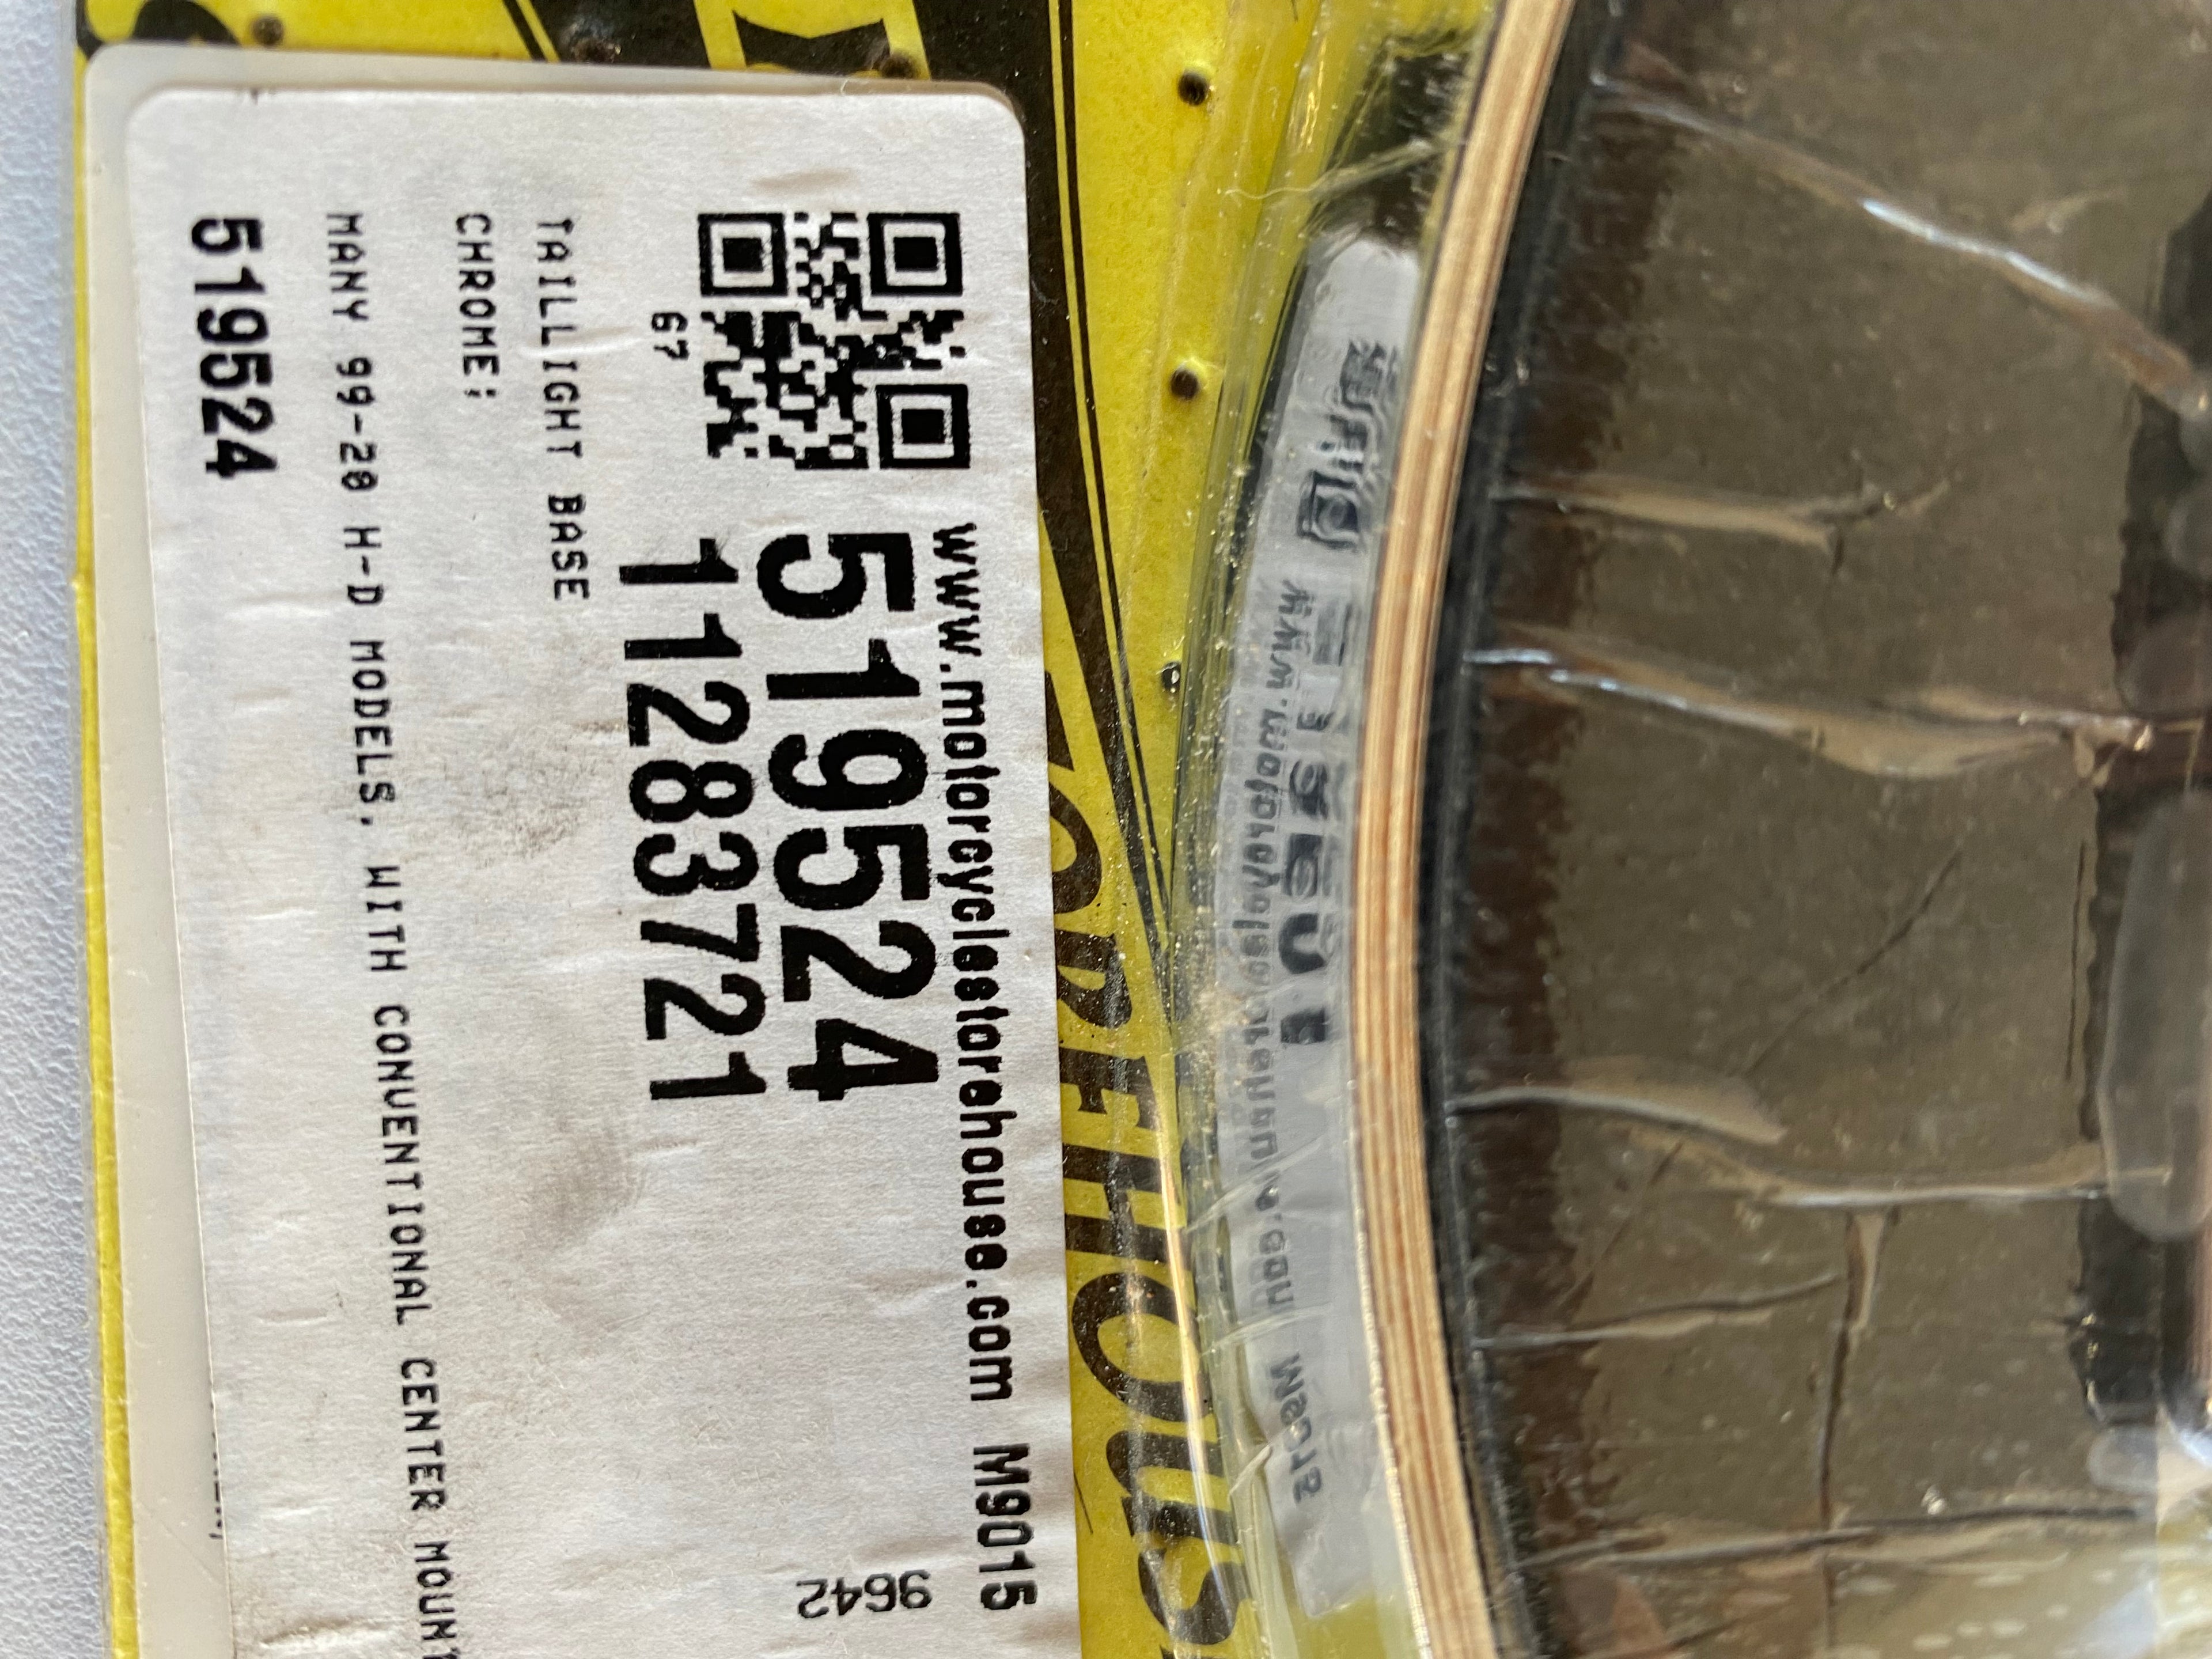 www.motorcyclestorehouse.com M9015
519524
11283721
9642
67
TAILLIGHT BASE
CHROME;
MANY 99-20 H-D MODELS, WITH CONVENTIONAL CENTER
519524